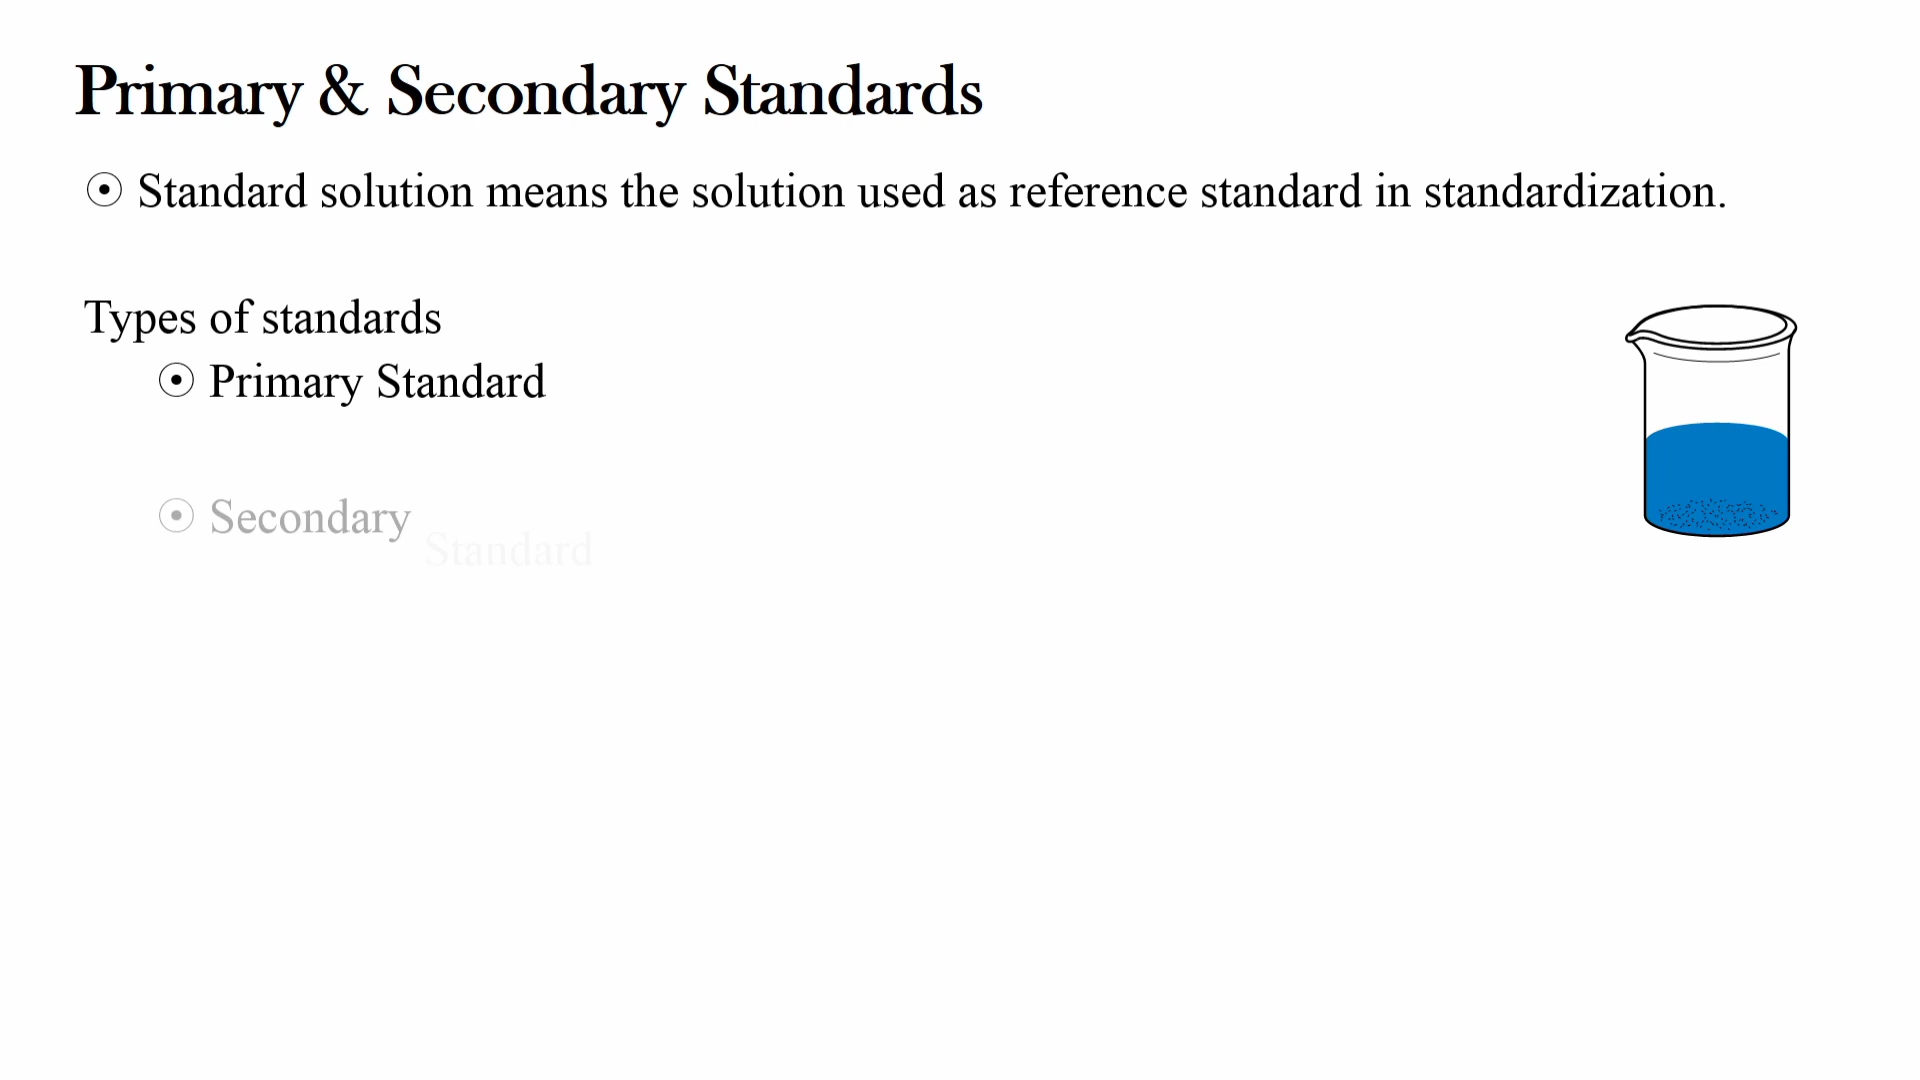 Primary & Secondary Standards
⊙ Standard solution means the solution used as reference standard in standardization.
Types of standards
⊙ Primary Standard
⊙ Secondary Standard